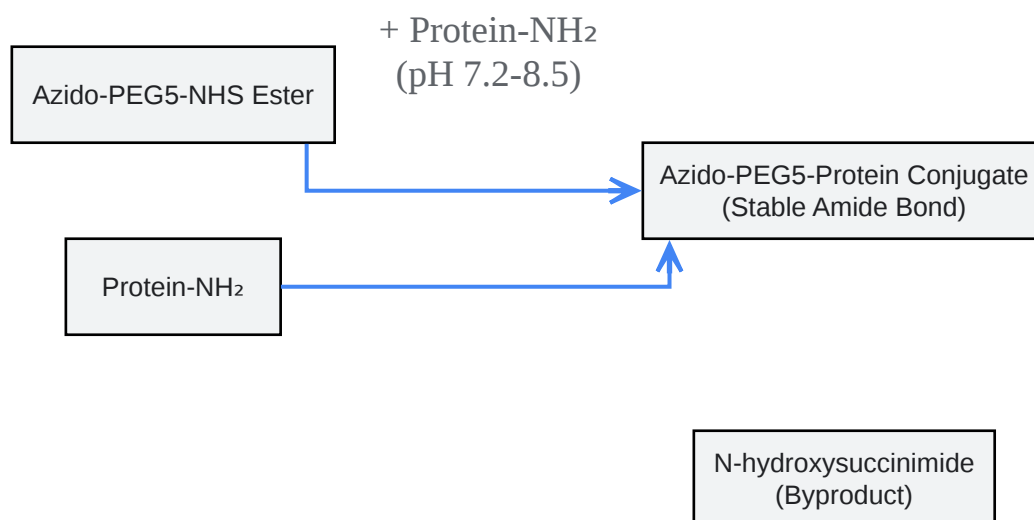 + Protein-NH₂
(pH 7.2-8.5)
Azido-PEG5-NHS Ester
Azido-PEG5-Protein Conjugate
(Stable Amide Bond)
Protein-NH₂
N-hydroxysuccinimide
(Byproduct)